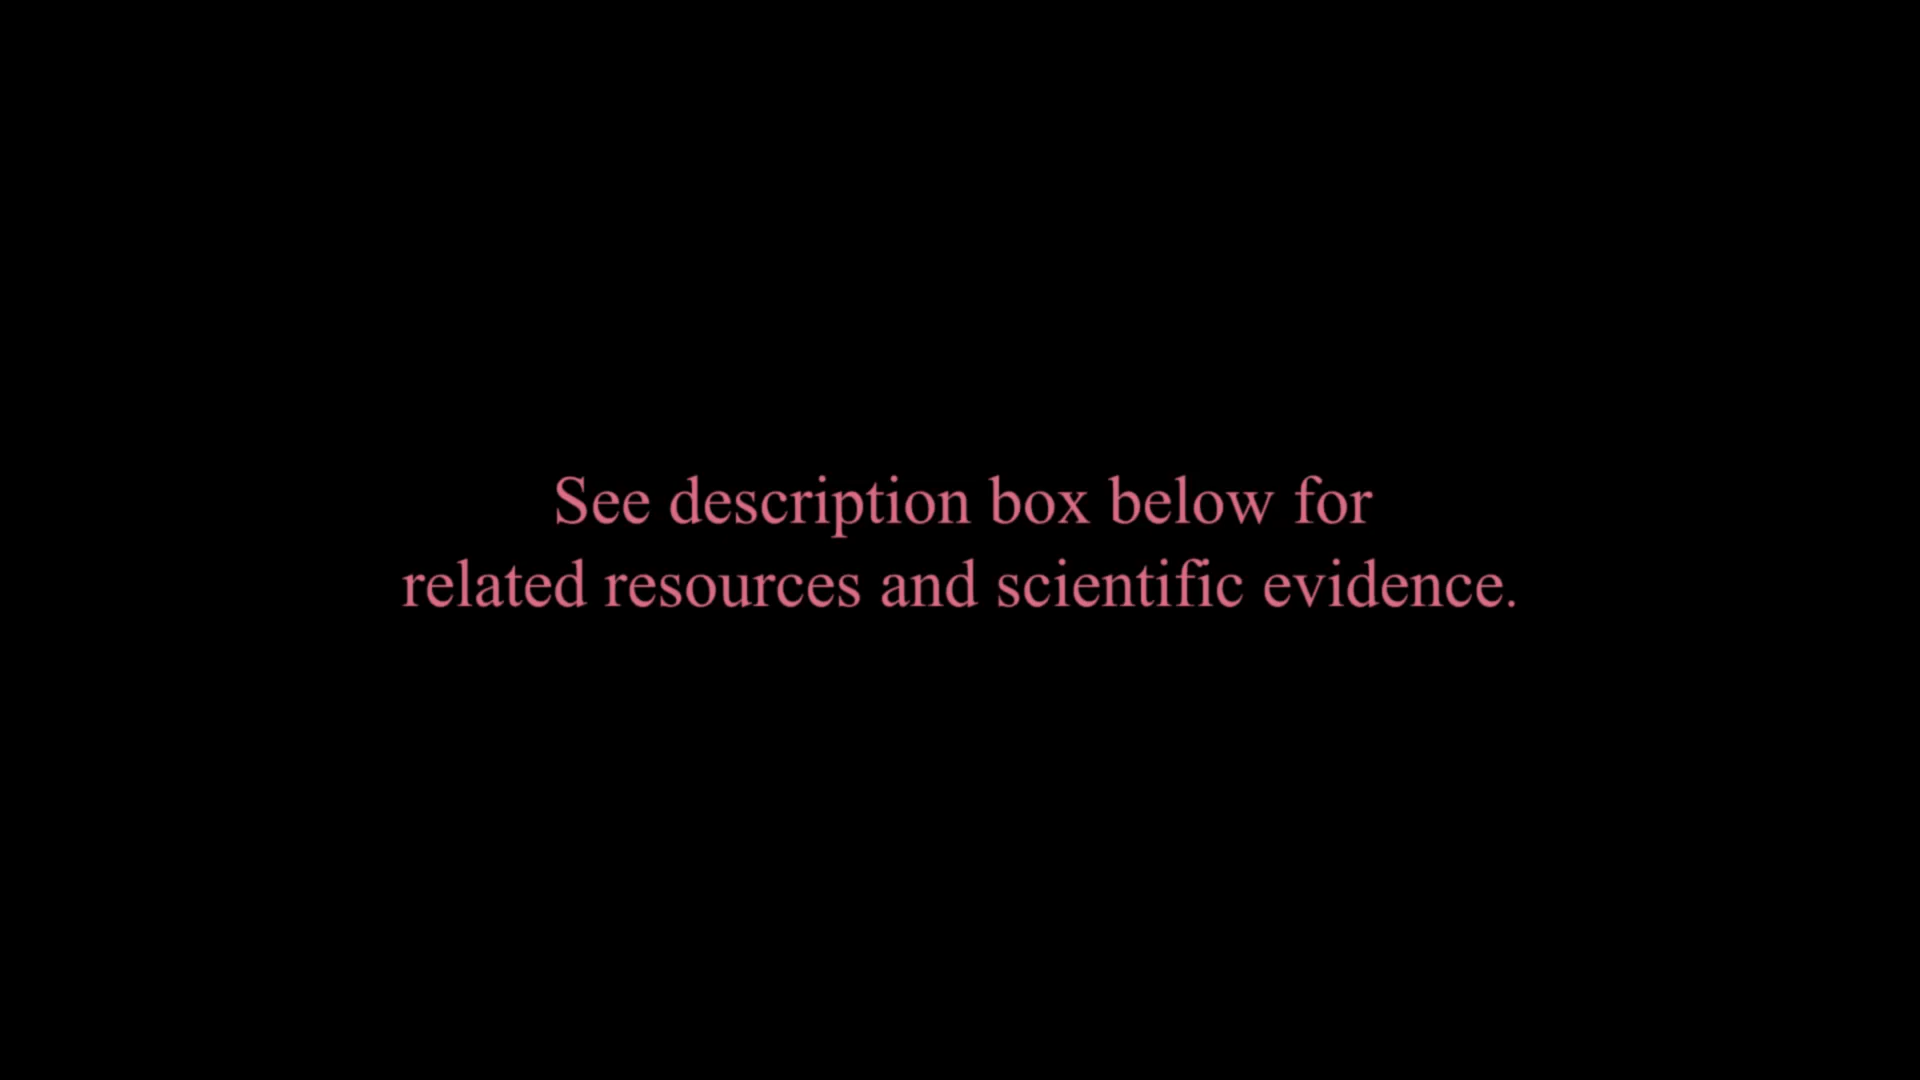 See description box below for
related resources and scientific evidence.